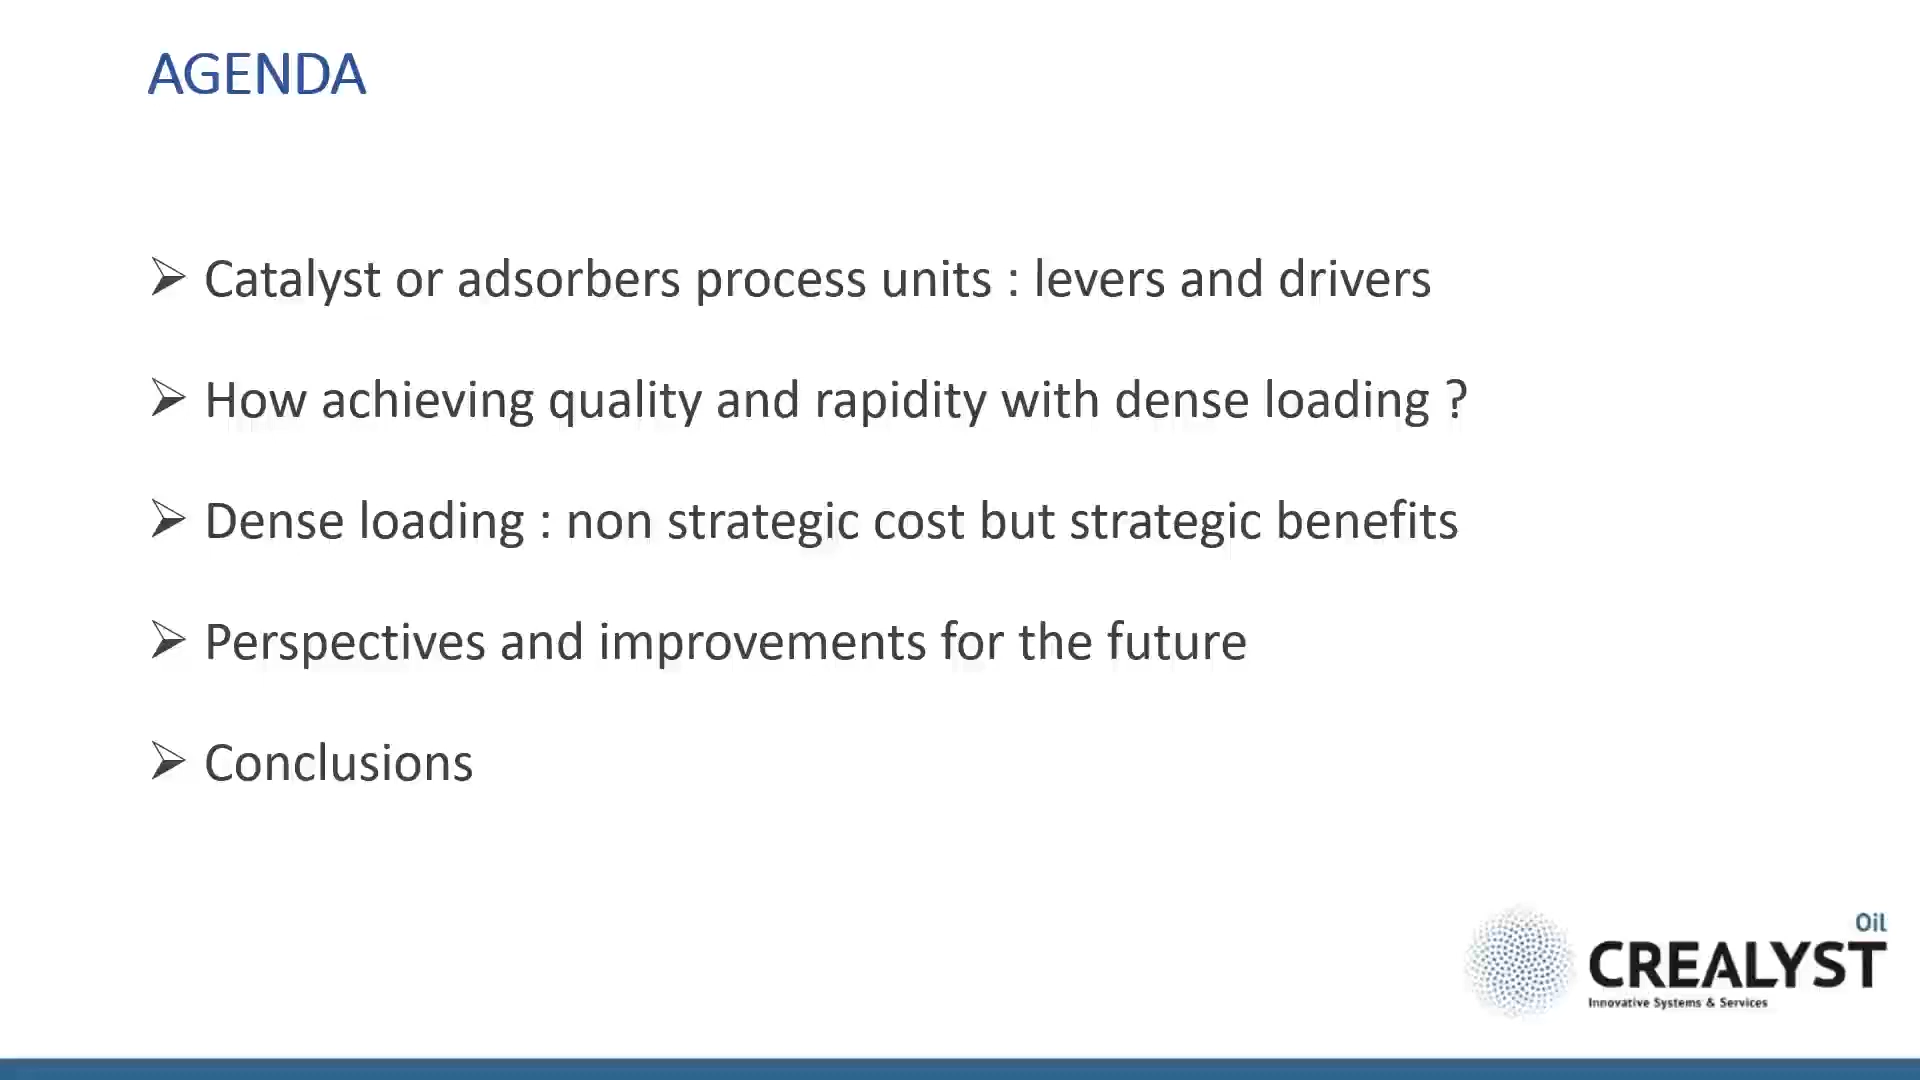 AGENDA
Catalyst or adsorbers process units : levers and drivers
How achieving quality and rapidity with dense loading ?
Dense loading : non strategic cost but strategic benefits
Perspectives and improvements for the future
Conclusions
Oil
CREALYST
Innovative Systems & Services